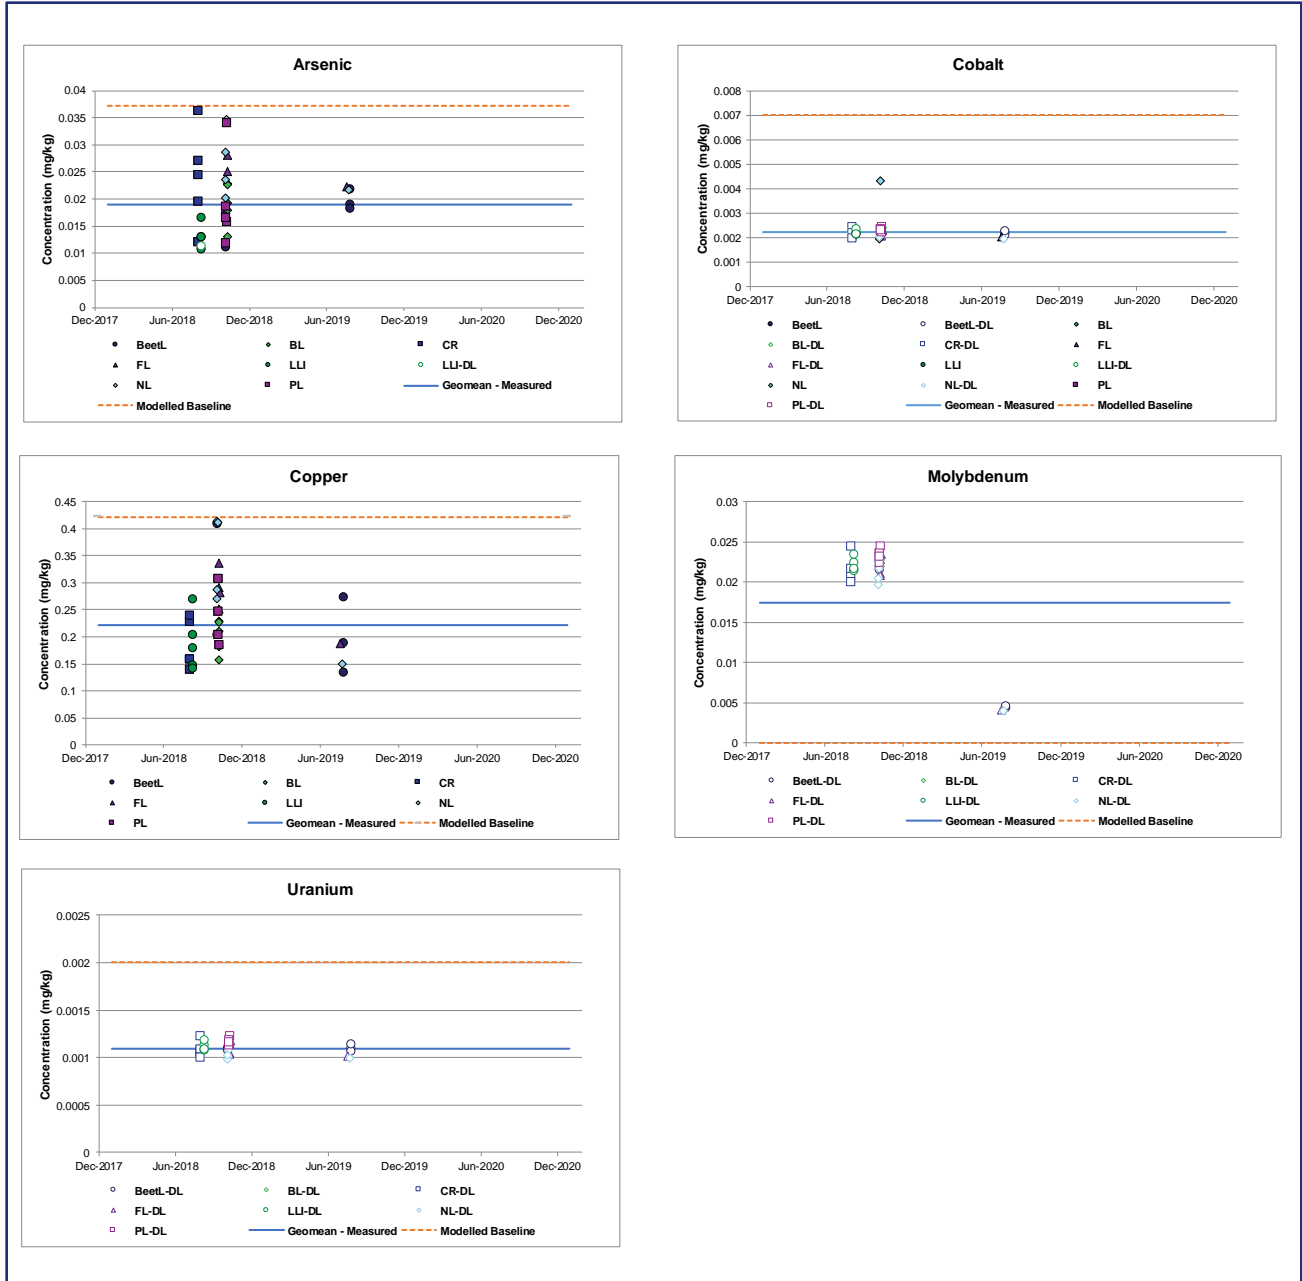 Arsenic
Concentration (mg/kg)
0.04
0.035
0.03
0.025
0.02
0.015
0.01
0.005
0
Dec-2017 Jun-2018 Dec-2018 Jun-2019 Dec-2019 Jun-2020 Dec-2020
BeetL BL CR
FL LLI LLI-DL
NL PL Geomean - Measured
Modelled Baseline
Cobalt
Concentration (mg/kg)
0.008
0.007
0.006
0.005
0.004
0.003
0.002
0.001
0
Dec-2017 Jun-2018 Dec-2018 Jun-2019 Dec-2019 Jun-2020 Dec-2020
BeetL BeetL-DL BL
BL-DL CR-DL FL
FL-DL LLI LLI-DL
NL NL-DL PL
PL-DL Geomean - Measured Modelled Baseline
Copper
Concentration (mg/kg)
0.45
0.4
0.35
0.3
0.25
0.2
0.15
0.1
0.05
0
Dec-2017 Jun-2018 Dec-2018 Jun-2019 Dec-2019 Jun-2020 Dec-2020
BeetL BL CR
FL LLI NL
PL Geomean - Measured Modelled Baseline
Molybdenum
Concentration (mg/kg)
0.03
0.025
0.02
0.015
0.01
0.005
0
Dec-2017 Jun-2018 Dec-2018 Jun-2019 Dec-2019 Jun-2020 Dec-2020
BeetL-DL BL-DL CR-DL
FL-DL LLI-DL NL-DL
PL-DL Geomean - Measured Modelled Baseline
Uranium
Concentration (mg/kg)
0.0025
0.002
0.0015
0.001
0.0005
0
Dec-2017 Jun-2018 Dec-2018 Jun-2019 Dec-2019 Jun-2020 Dec-2020
BeetL-DL BL-DL CR-DL
FL-DL LLI-DL NL-DL
PL-DL Geomean - Measured Modelled Baseline